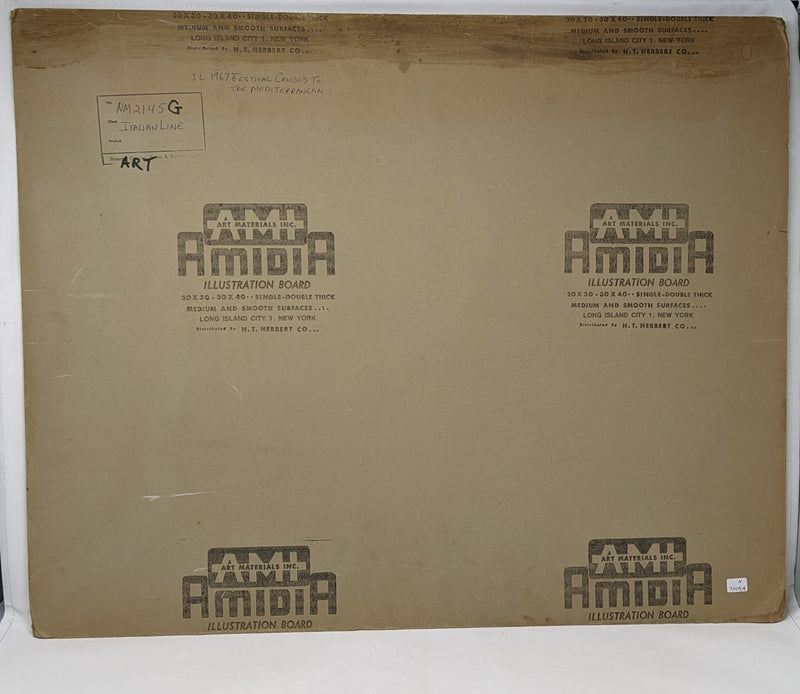 20 X 30 - 30 X 40 • • SINGLE-DOUBLE THICK
MEDIUM AND SMOOTH SURFACES....
LONG ISLAND CITY 1. NEW YORK
Distributed By H.T. HERBERT CO...
20 X 30 - 30 X 40 • • SINGLE-DOUBLE THICK
MEDIUM AND SMOOTH SURFACES....
LONG ISLAND CITY 1. NEW YORK
Distributed By H.T. HERBERT CO...
I.L 1967 FESTIVAL CRUISES TO
THE MEDITERRANEAN
NM2145G
ITALIAN LINE
ART
AMI
ART MATERIALS INC.
AMIDIA
ILLUSTRATION BOARD
20 X 30 - 30 X 40 • • SINGLE-DOUBLE THICK
MEDIUM AND SMOOTH SURFACES....
LONG ISLAND CITY 1. NEW YORK
Distributed By H.T. HERBERT CO...
AMI
ART MATERIALS INC.
AMIDIA
ILLUSTRATION BOARD
20 X 30 - 30 X 40 • • SINGLE-DOUBLE THICK
MEDIUM AND SMOOTH SURFACES....
LONG ISLAND CITY 1. NEW YORK
Distributed By H.T. HERBERT CO...
AMI
ART MATERIALS INC.
AMIDIA
ILLUSTRATION BOARD
AMI
ART MATERIALS INC.
AMIDIA
ILLUSTRATION BOARD